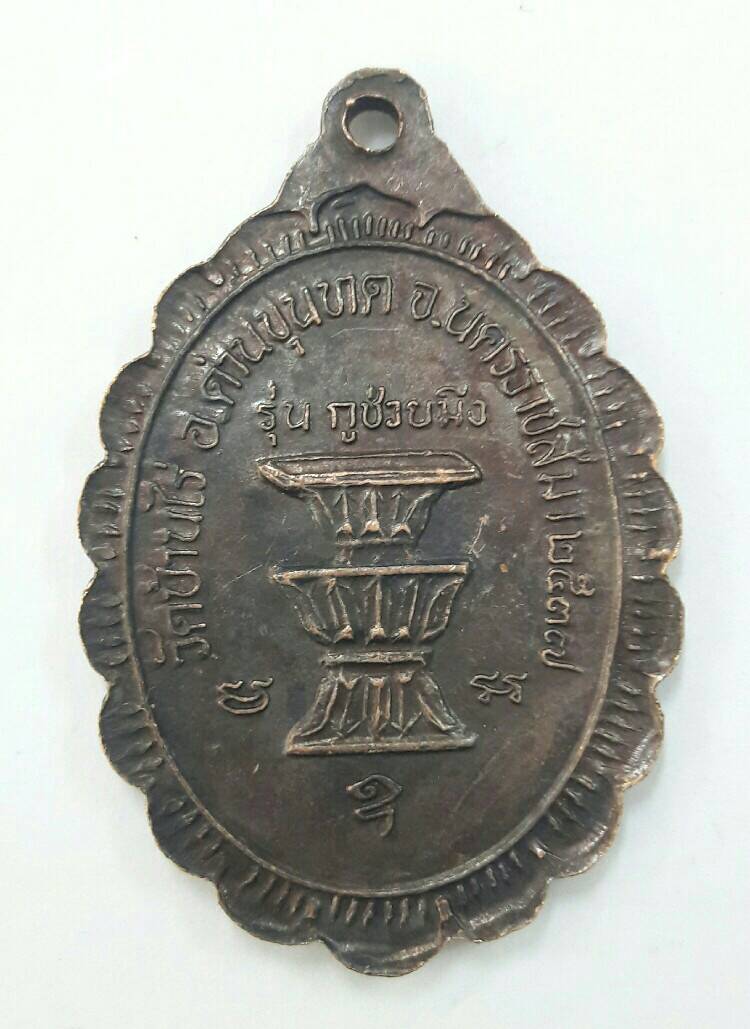 วัดบ้านไร่ อ.ด่านขุนทด จ.นครราชสีมา ๒๕๓๗
รุ่น กูช่วยมึง